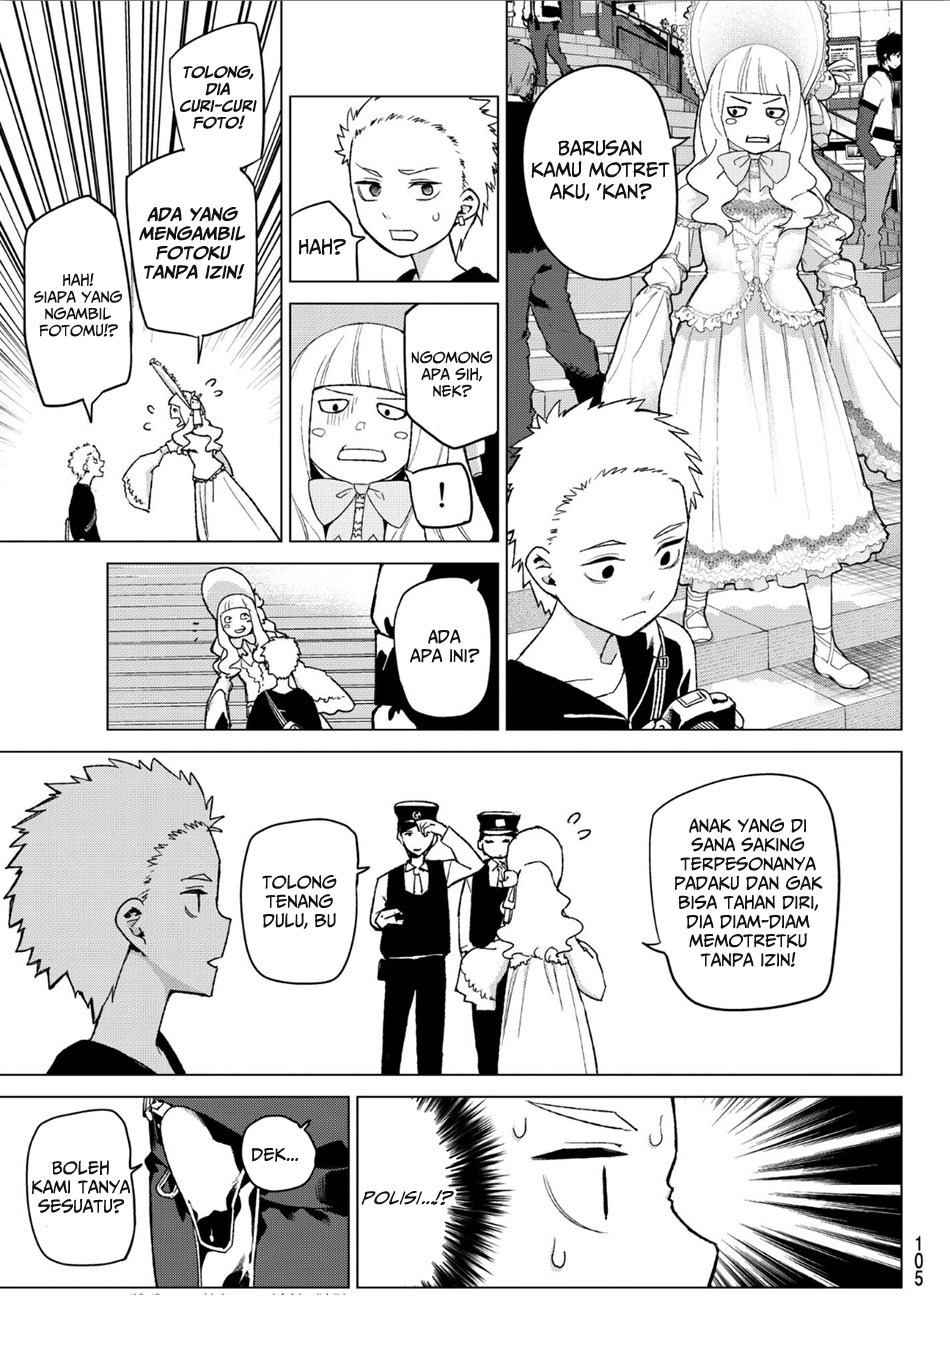 BARUSAN
KAMU MOTRET
AKU, 'KAN?
HAH?
NGOMONG
APA SIH,
NEK?
!
TOLONG,
DIA
CURI-CURI
FOTO!
ADA YANG
MENGAMBIL
FOTOKU
TANPA IZIN!
HAH!
SIAPA YANG
NGAMBIL
FOTOMU!?
ADA
APA INI?
ANAK YANG DI
SANA SAKING
TERPESONANYA
PADAKU DAN GAK
BISA TAHAN DIRI,
DIA DIAM-DIAM
MEMOTRETKU
TANPA IZIN!
TOLONG
TENANG
DULU, BU
POLISI...!?
DEK...
BOLEH
KAMI TANYA
SESUATU?
105